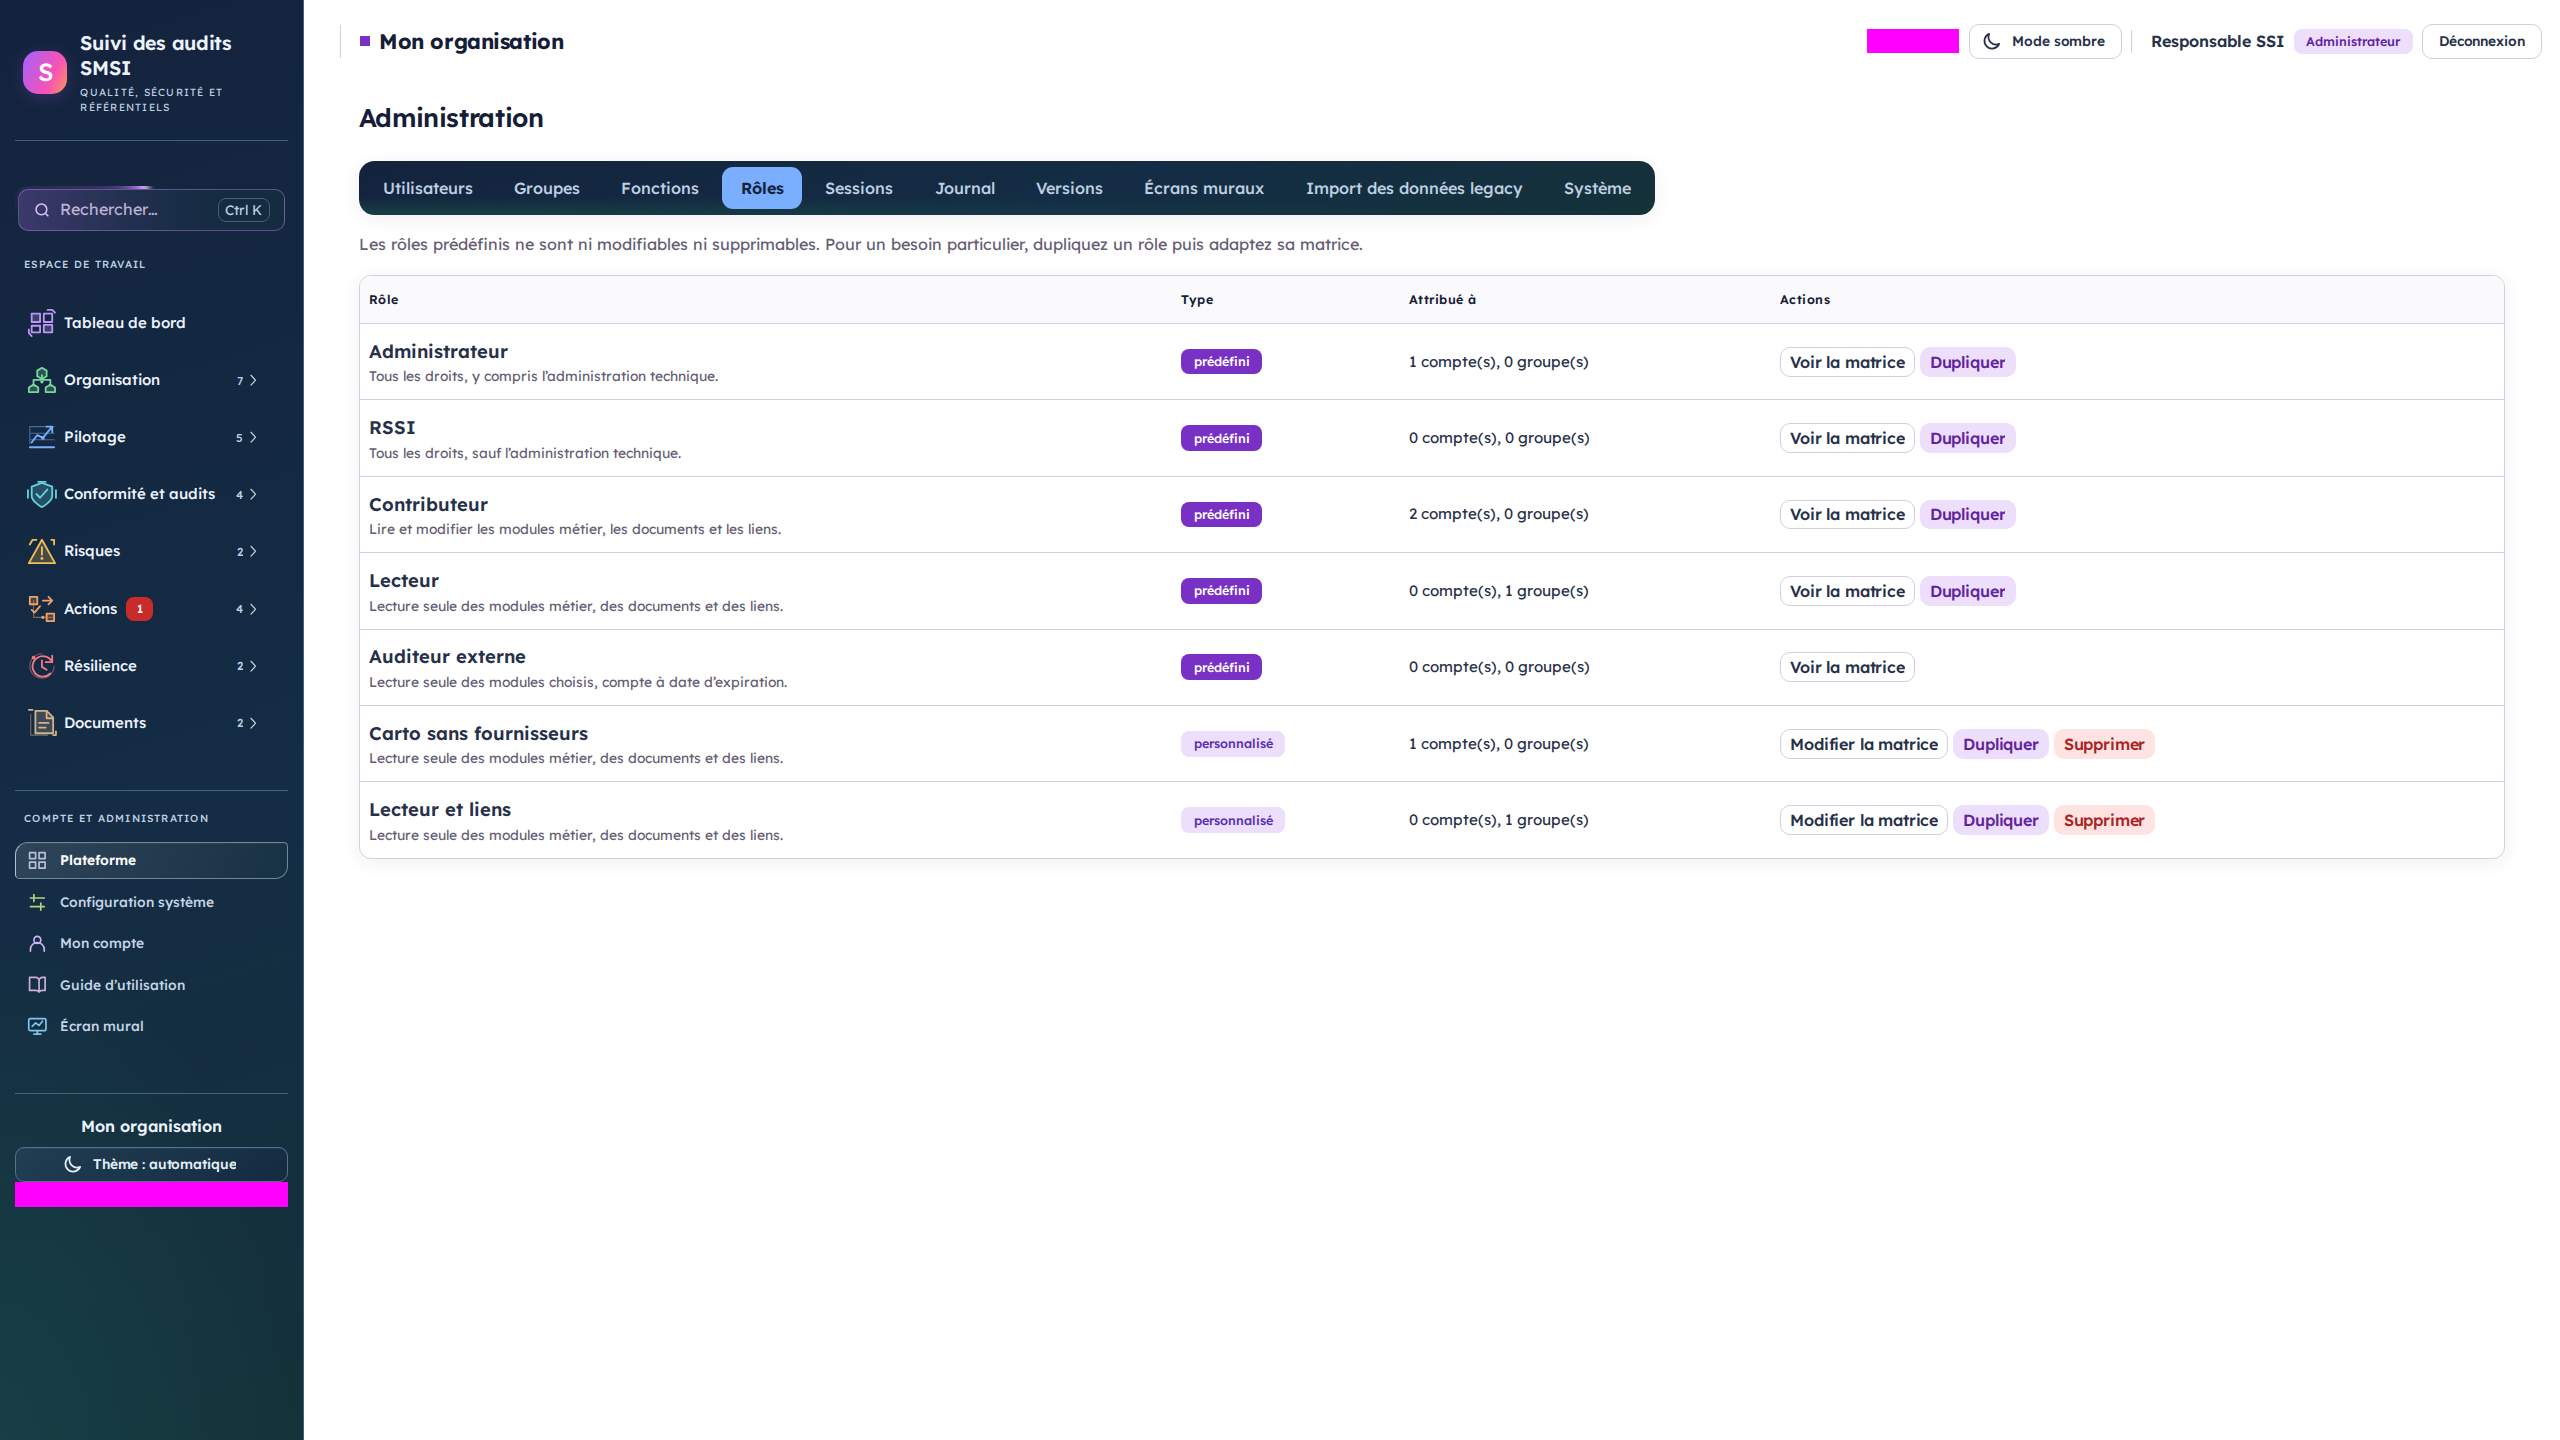 Suivi des audits
SMSI
QUALITÉ, SÉCURITÉ ET
RÉFÉRENTIELS
S
Rechercher...
Ctrl K
ESPACE DE TRAVAIL
Tableau de bord
Organisation 7
Pilotage 5
Conformité et audits 4
Risques 2
Actions 1 4
Résilience 2
Documents 2
COMPTE ET ADMINISTRATION
Plateforme
Configuration système
Mon compte
Guide d’utilisation
Écran mural
Mon organisation
Thème : automatique
Mon organisation
Mode sombre
Responsable SSI
Administrateur
Déconnexion
Administration
Utilisateurs Groupes Fonctions Rôles Sessions Journal Versions Écrans muraux Import des données legacy Système
Les rôles prédéfinis ne sont ni modifiables ni supprimables. Pour un besoin particulier, dupliquez un rôle puis adaptez sa matrice.
Rôle Type Attribué à Actions
Administrateur
Tous les droits, y compris l’administration technique.
prédéfini 1 compte(s), 0 groupe(s) Voir la matrice Dupliquer
RSSI
Tous les droits, sauf l’administration technique.
prédéfini 0 compte(s), 0 groupe(s) Voir la matrice Dupliquer
Contributeur
Lire et modifier les modules métier, les documents et les liens.
prédéfini 2 compte(s), 0 groupe(s) Voir la matrice Dupliquer
Lecteur
Lecture seule des modules métier, des documents et des liens.
prédéfini 0 compte(s), 1 groupe(s) Voir la matrice Dupliquer
Auditeur externe
Lecture seule des modules choisis, compte à date d’expiration.
prédéfini 0 compte(s), 0 groupe(s) Voir la matrice
Carto sans fournisseurs
Lecture seule des modules métier, des documents et des liens.
personnalisé 1 compte(s), 0 groupe(s) Modifier la matrice Dupliquer Supprimer
Lecteur et liens
Lecture seule des modules métier, des documents et des liens.
personnalisé 0 compte(s), 1 groupe(s) Modifier la matrice Dupliquer Supprimer